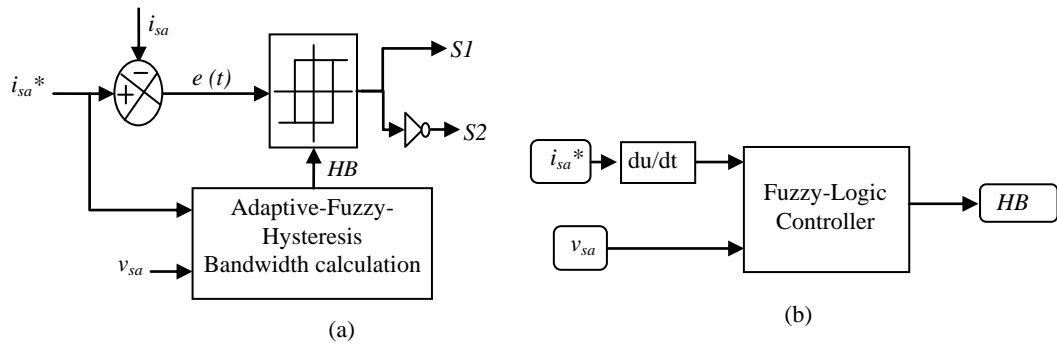 i_sa
i_sa*
−
+
e (t)
S1
S2
HB
Adaptive-Fuzzy-
Hysteresis
Bandwidth calculation
v_sa
(a)
i_sa*
du/dt
Fuzzy-Logic
Controller
HB
v_sa
(b)